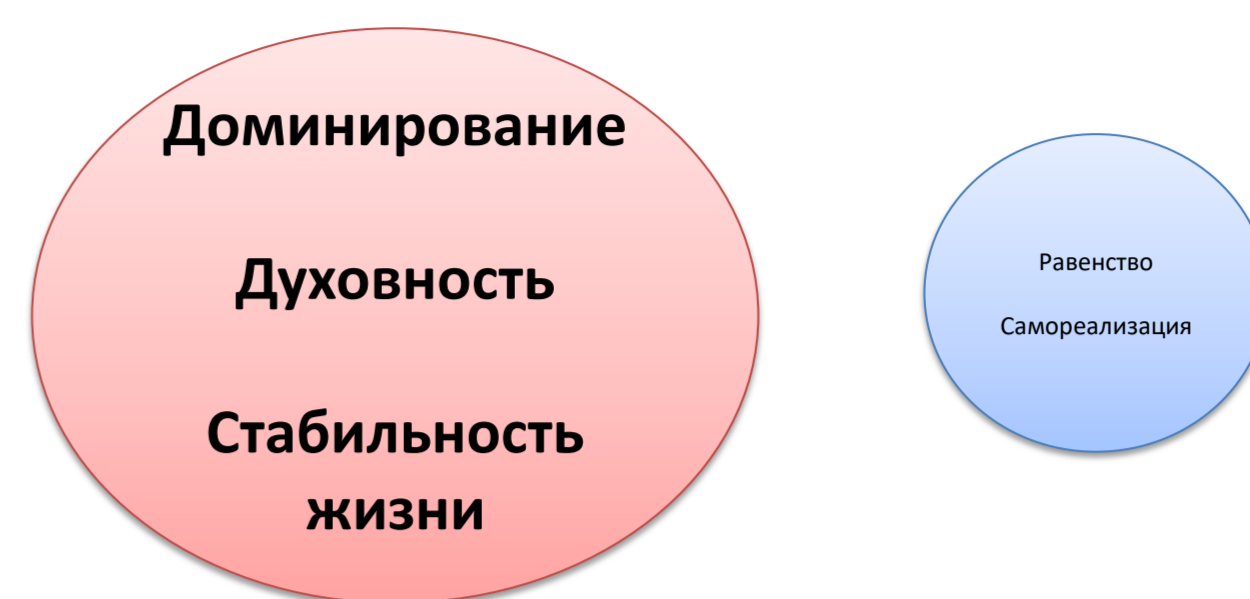 Доминирование
Духовность
Стабильность
жизни
Равенство
Самореализация